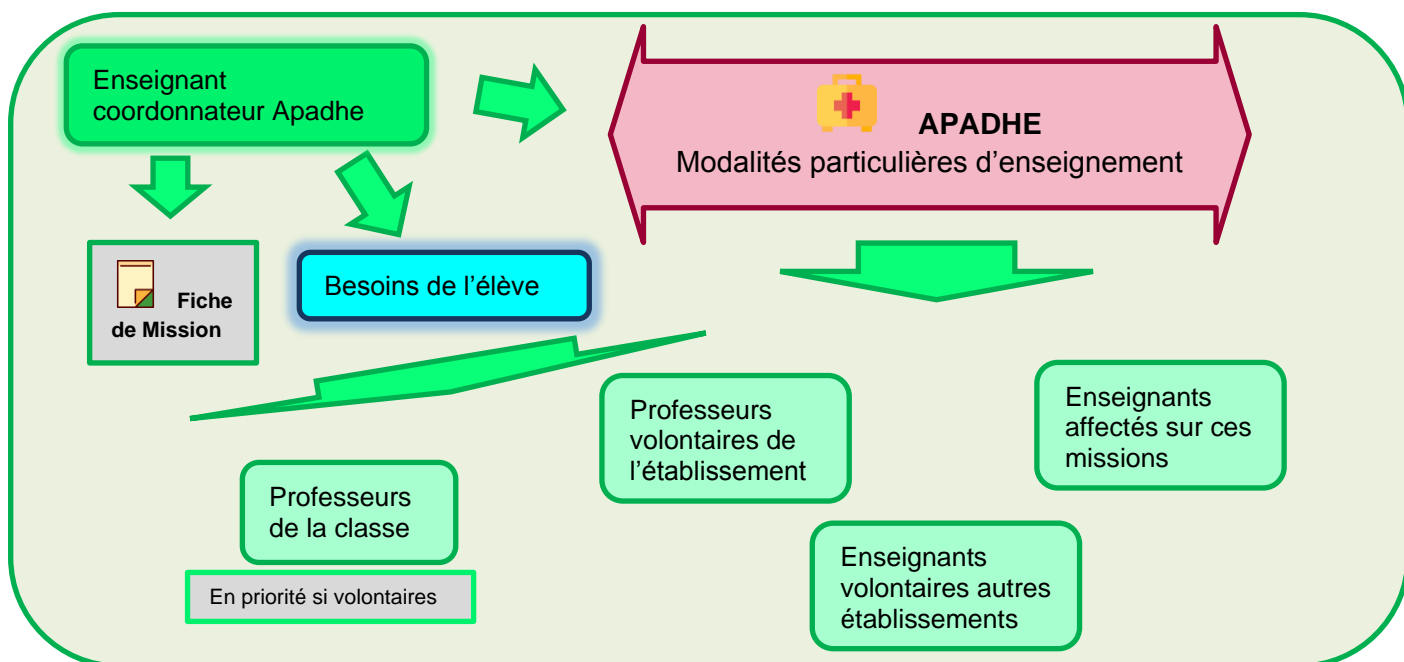 Enseignant
coordonnateur Apadhe
APADHE
Modalités particulières d’enseignement
Fiche
de Mission
Besoins de l’élève
Professeurs
volontaires de
l’établissement
Enseignants
affectés sur ces
missions
Professeurs
de la classe
En priorité si volontaires
Enseignants
volontaires autres
établissements